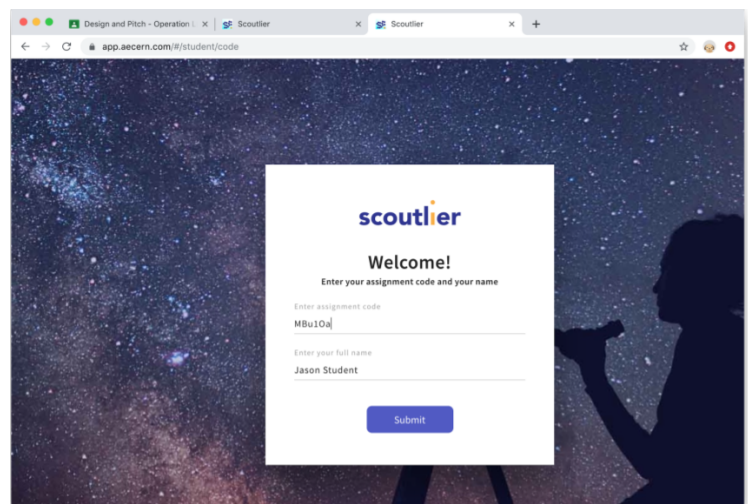 Design and Pitch - Operation L
Scoutlier
Scoutlier
app.aecern.com/#/student/code
scoutlier
Welcome!
Enter your assignment code and your name
Enter assignment code
MBu1Oa
Enter your full name
Jason Student
Submit